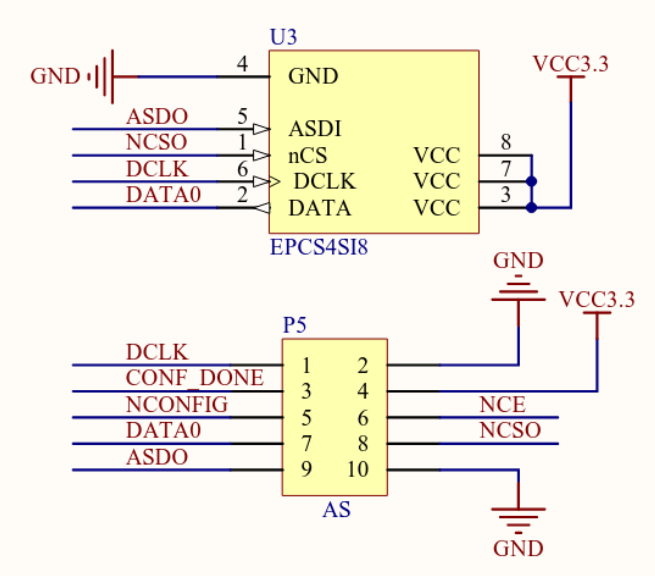 U3
GND 4 GND VCC3.3
ASDO 5 ASDI
NCSO 1 nCS VCC 8
DCLK 6 DCLK VCC 7
DATA0 2 DATA VCC 3
EPCS4SI8
GND
VCC3.3
P5
DCLK 1 2
CONF_DONE 3 4
NCONFIG 5 6 NCE
DATA0 7 8 NCSO
ASDO 9 10
AS
GND